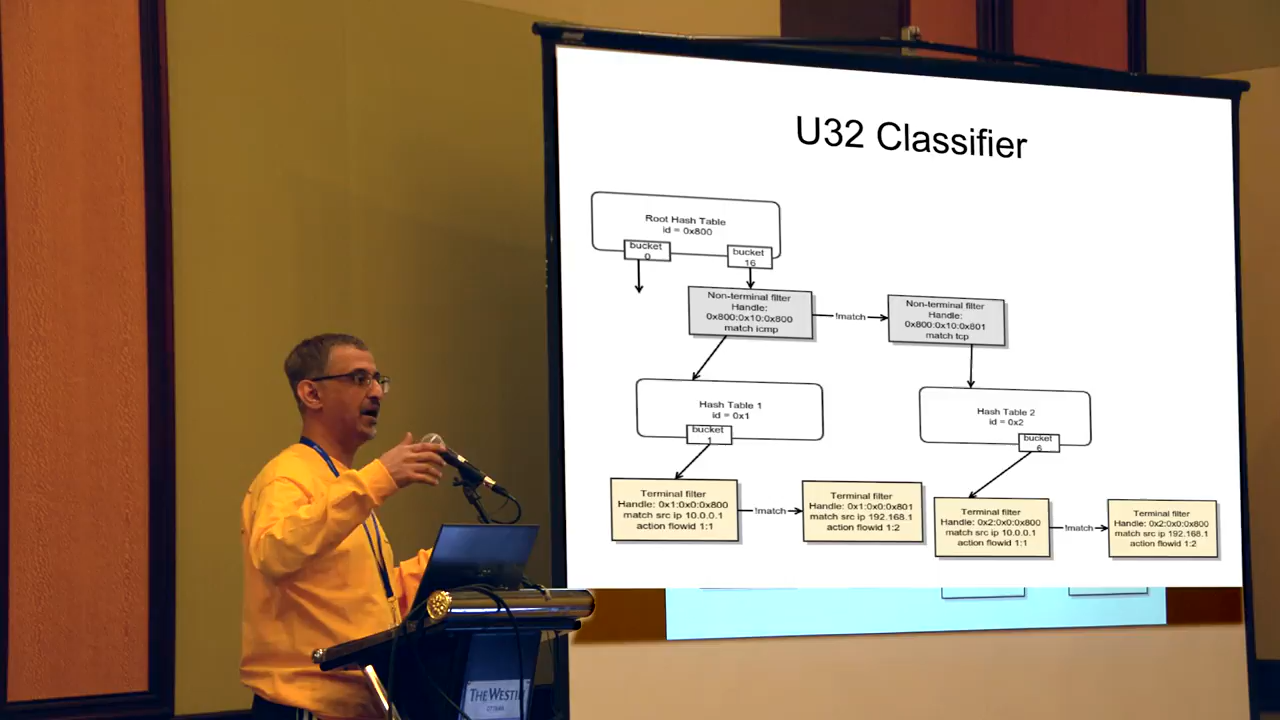 U32 Classifier
Root Hash Table
id = 0x800
bucket
0
bucket
16
Non-terminal filter
Handle:
0x800:0x10:0x800
match icmp
!match
Non-terminal filter
Handle:
0x800:0x10:0x801
match tcp
Hash Table 1
id = 0x1
bucket
1
Hash Table 2
id = 0x2
bucket
6
Terminal filter
Handle: 0x1:0x0:0x800
match src ip 10.0.0.1
action flowid 1:1
!match
Terminal filter
Handle: 0x1:0x0:0x801
match src ip 192.168.1
action flowid 1:2
Terminal filter
Handle: 0x2:0x0:0x800
match src ip 10.0.0.1
action flowid 1:1
!match
Terminal filter
Handle: 0x2:0x0:0x800
match src ip 192.168.1
action flowid 1:2
THE WESTIN